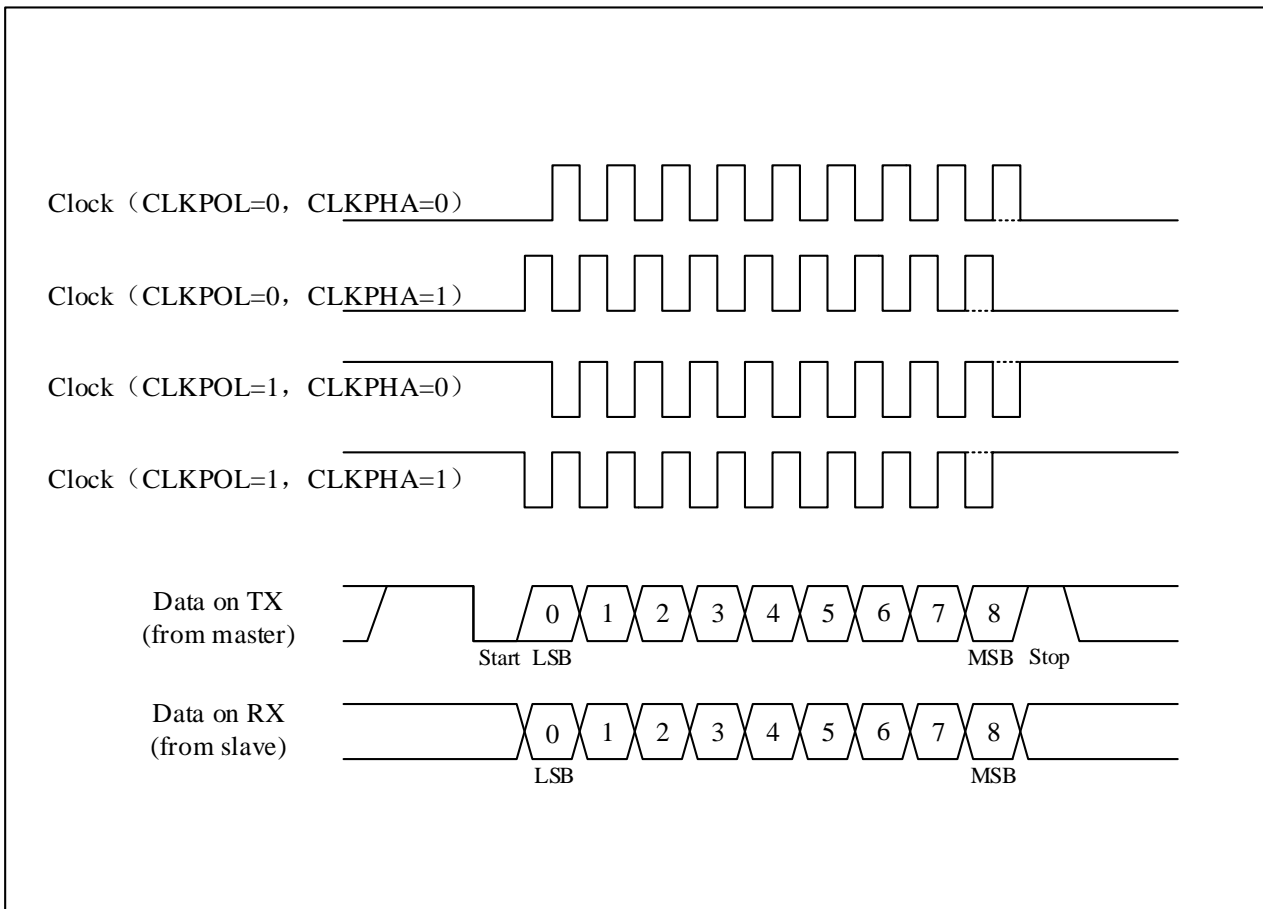 Clock（CLKPOL=0，CLKPHA=0）
Clock（CLKPOL=0，CLKPHA=1）
Clock（CLKPOL=1，CLKPHA=0）
Clock（CLKPOL=1，CLKPHA=1）
Data on TX
(from master)
0 1 2 3 4 5 6 7 8
Start LSB MSB Stop
Data on RX
(from slave)
0 1 2 3 4 5 6 7 8
LSB MSB